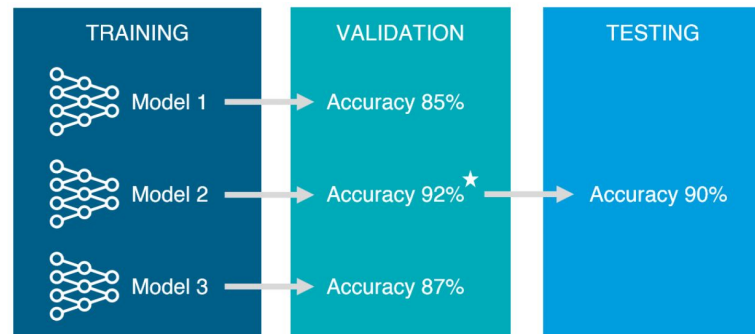 TRAINING
VALIDATION
TESTING
Model 1
Accuracy 85%
Model 2
Accuracy 92%
Accuracy 90%
Model 3
Accuracy 87%